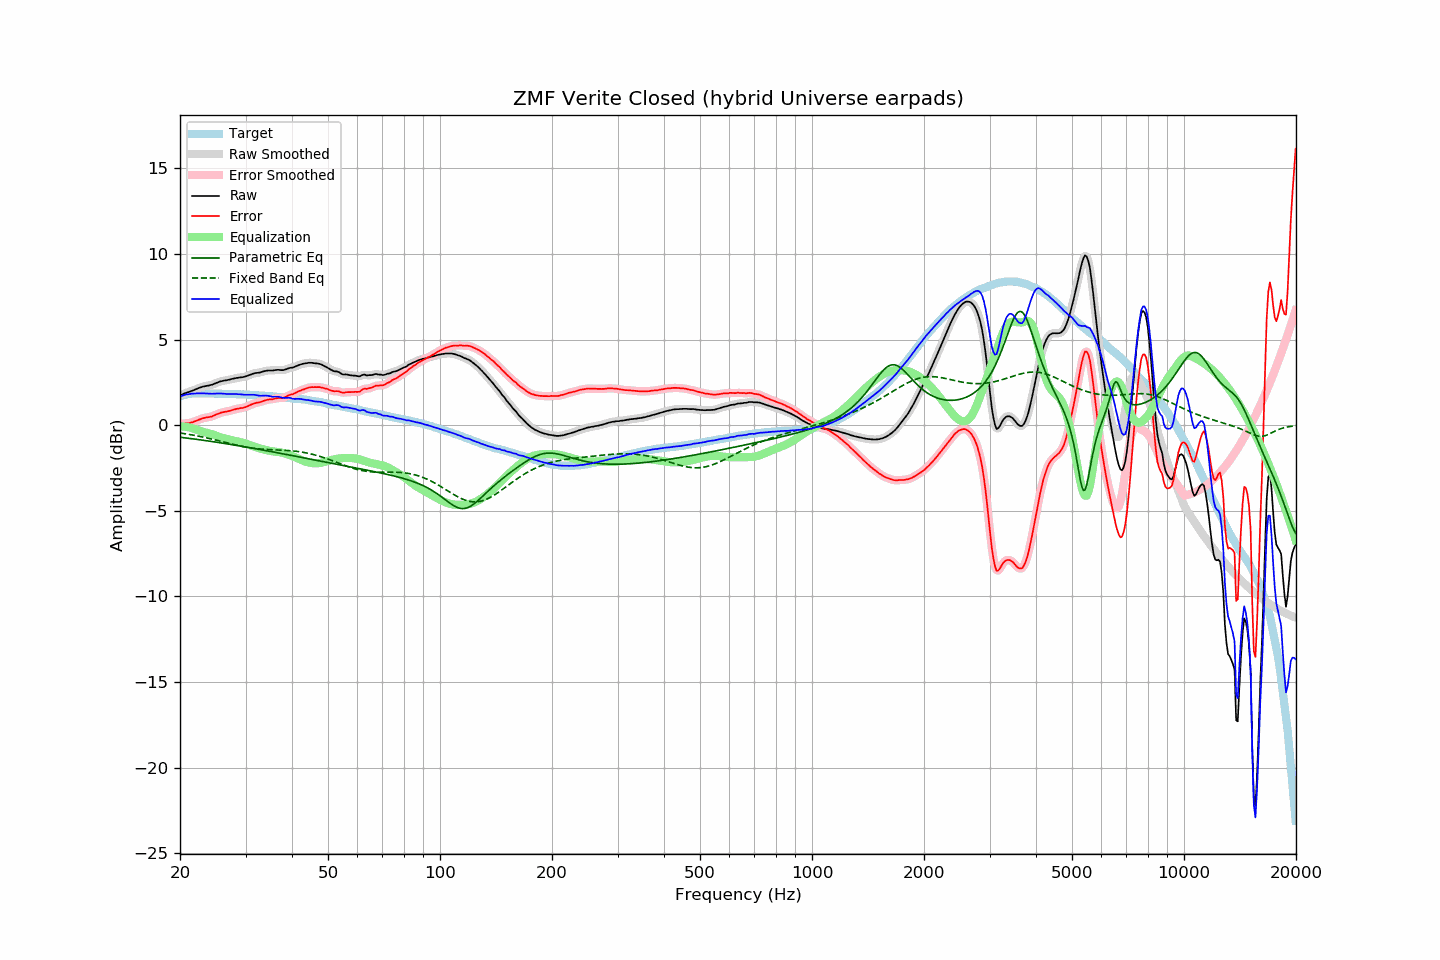 ZMF Verite Closed (hybrid Universe earpads)
Target
Raw Smoothed
Error Smoothed
Raw
Error
Equalization
Parametric Eq
Fixed Band Eq
Equalized
15
10
5
0
−5
−10
−15
−20
−25
Amplitude (dBr)
20 50 100 200 500 1000 2000 5000 10000 20000
Frequency (Hz)